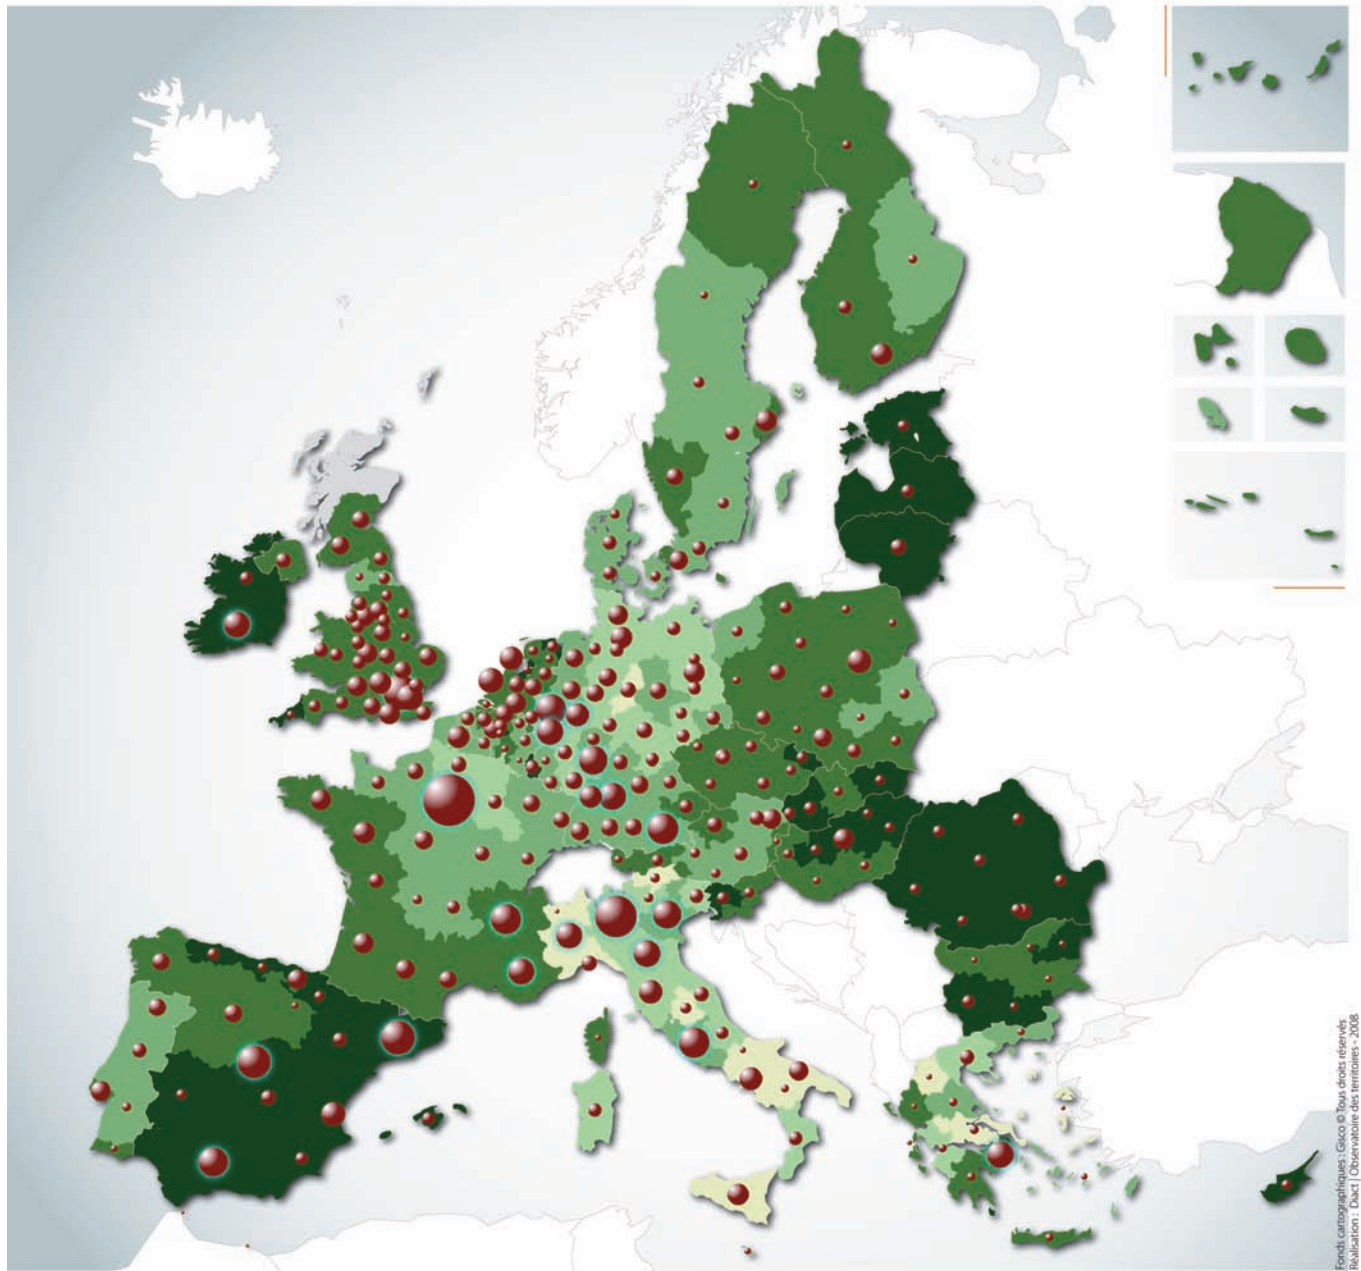 Fonds cartographiques : Gisco © Tous droits réservés
Réalisation : Diact | Observatoire des territoires - 2008